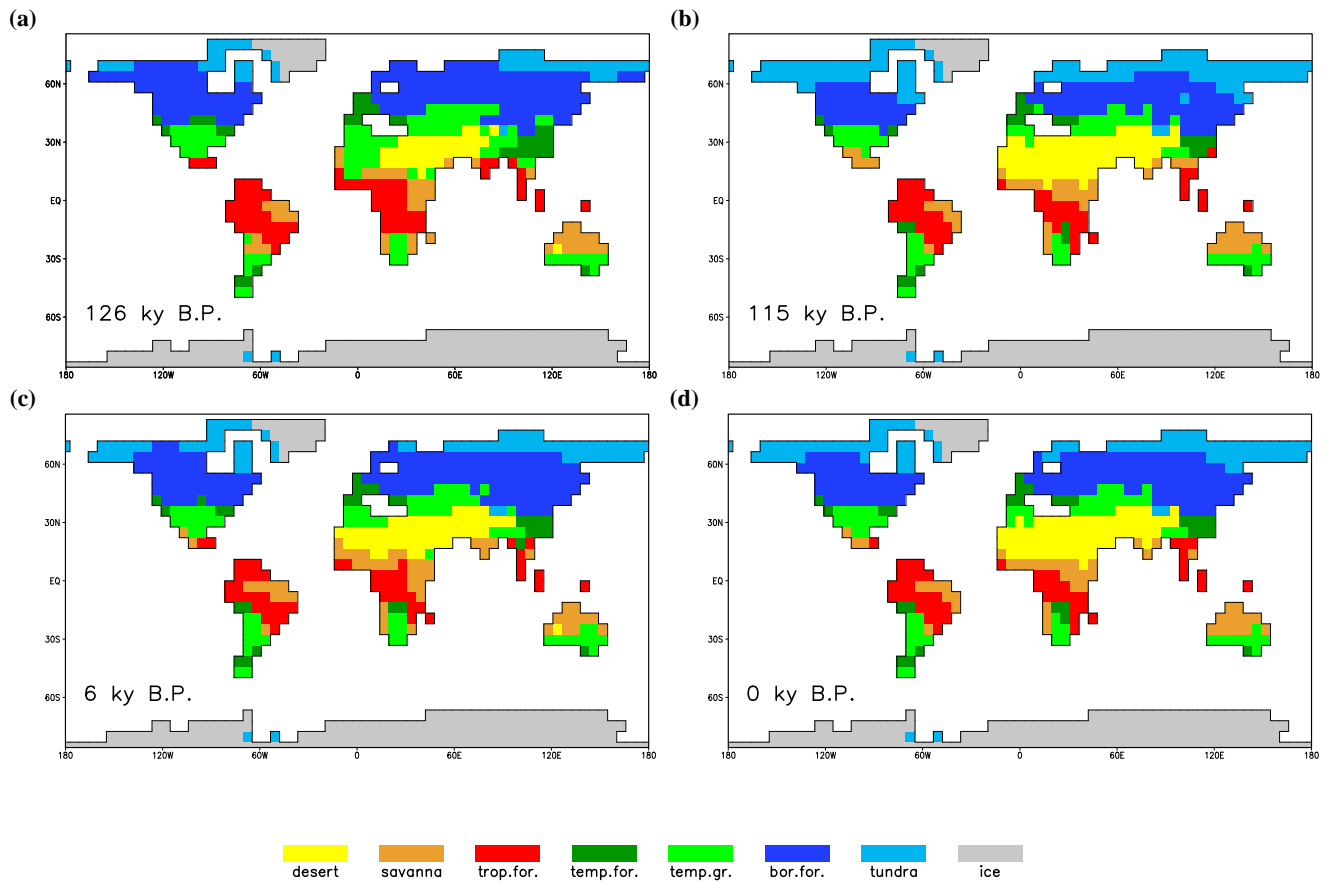 (a)
(b)
60N
30N
EQ
30S
60S
126 ky B.P.
180 120W 60W 0 60E 120E 180
60N
30N
EQ
30S
60S
115 ky B.P.
180 120W 60W 0 60E 120E 180
(c)
(d)
60N
30N
EQ
30S
60S
6 ky B.P.
180 120W 60W 0 60E 120E 180
60N
30N
EQ
30S
60S
0 ky B.P.
180 120W 60W 0 60E 120E 180
desert savanna trop.for. temp.for. temp.gr. bor.for. tundra ice